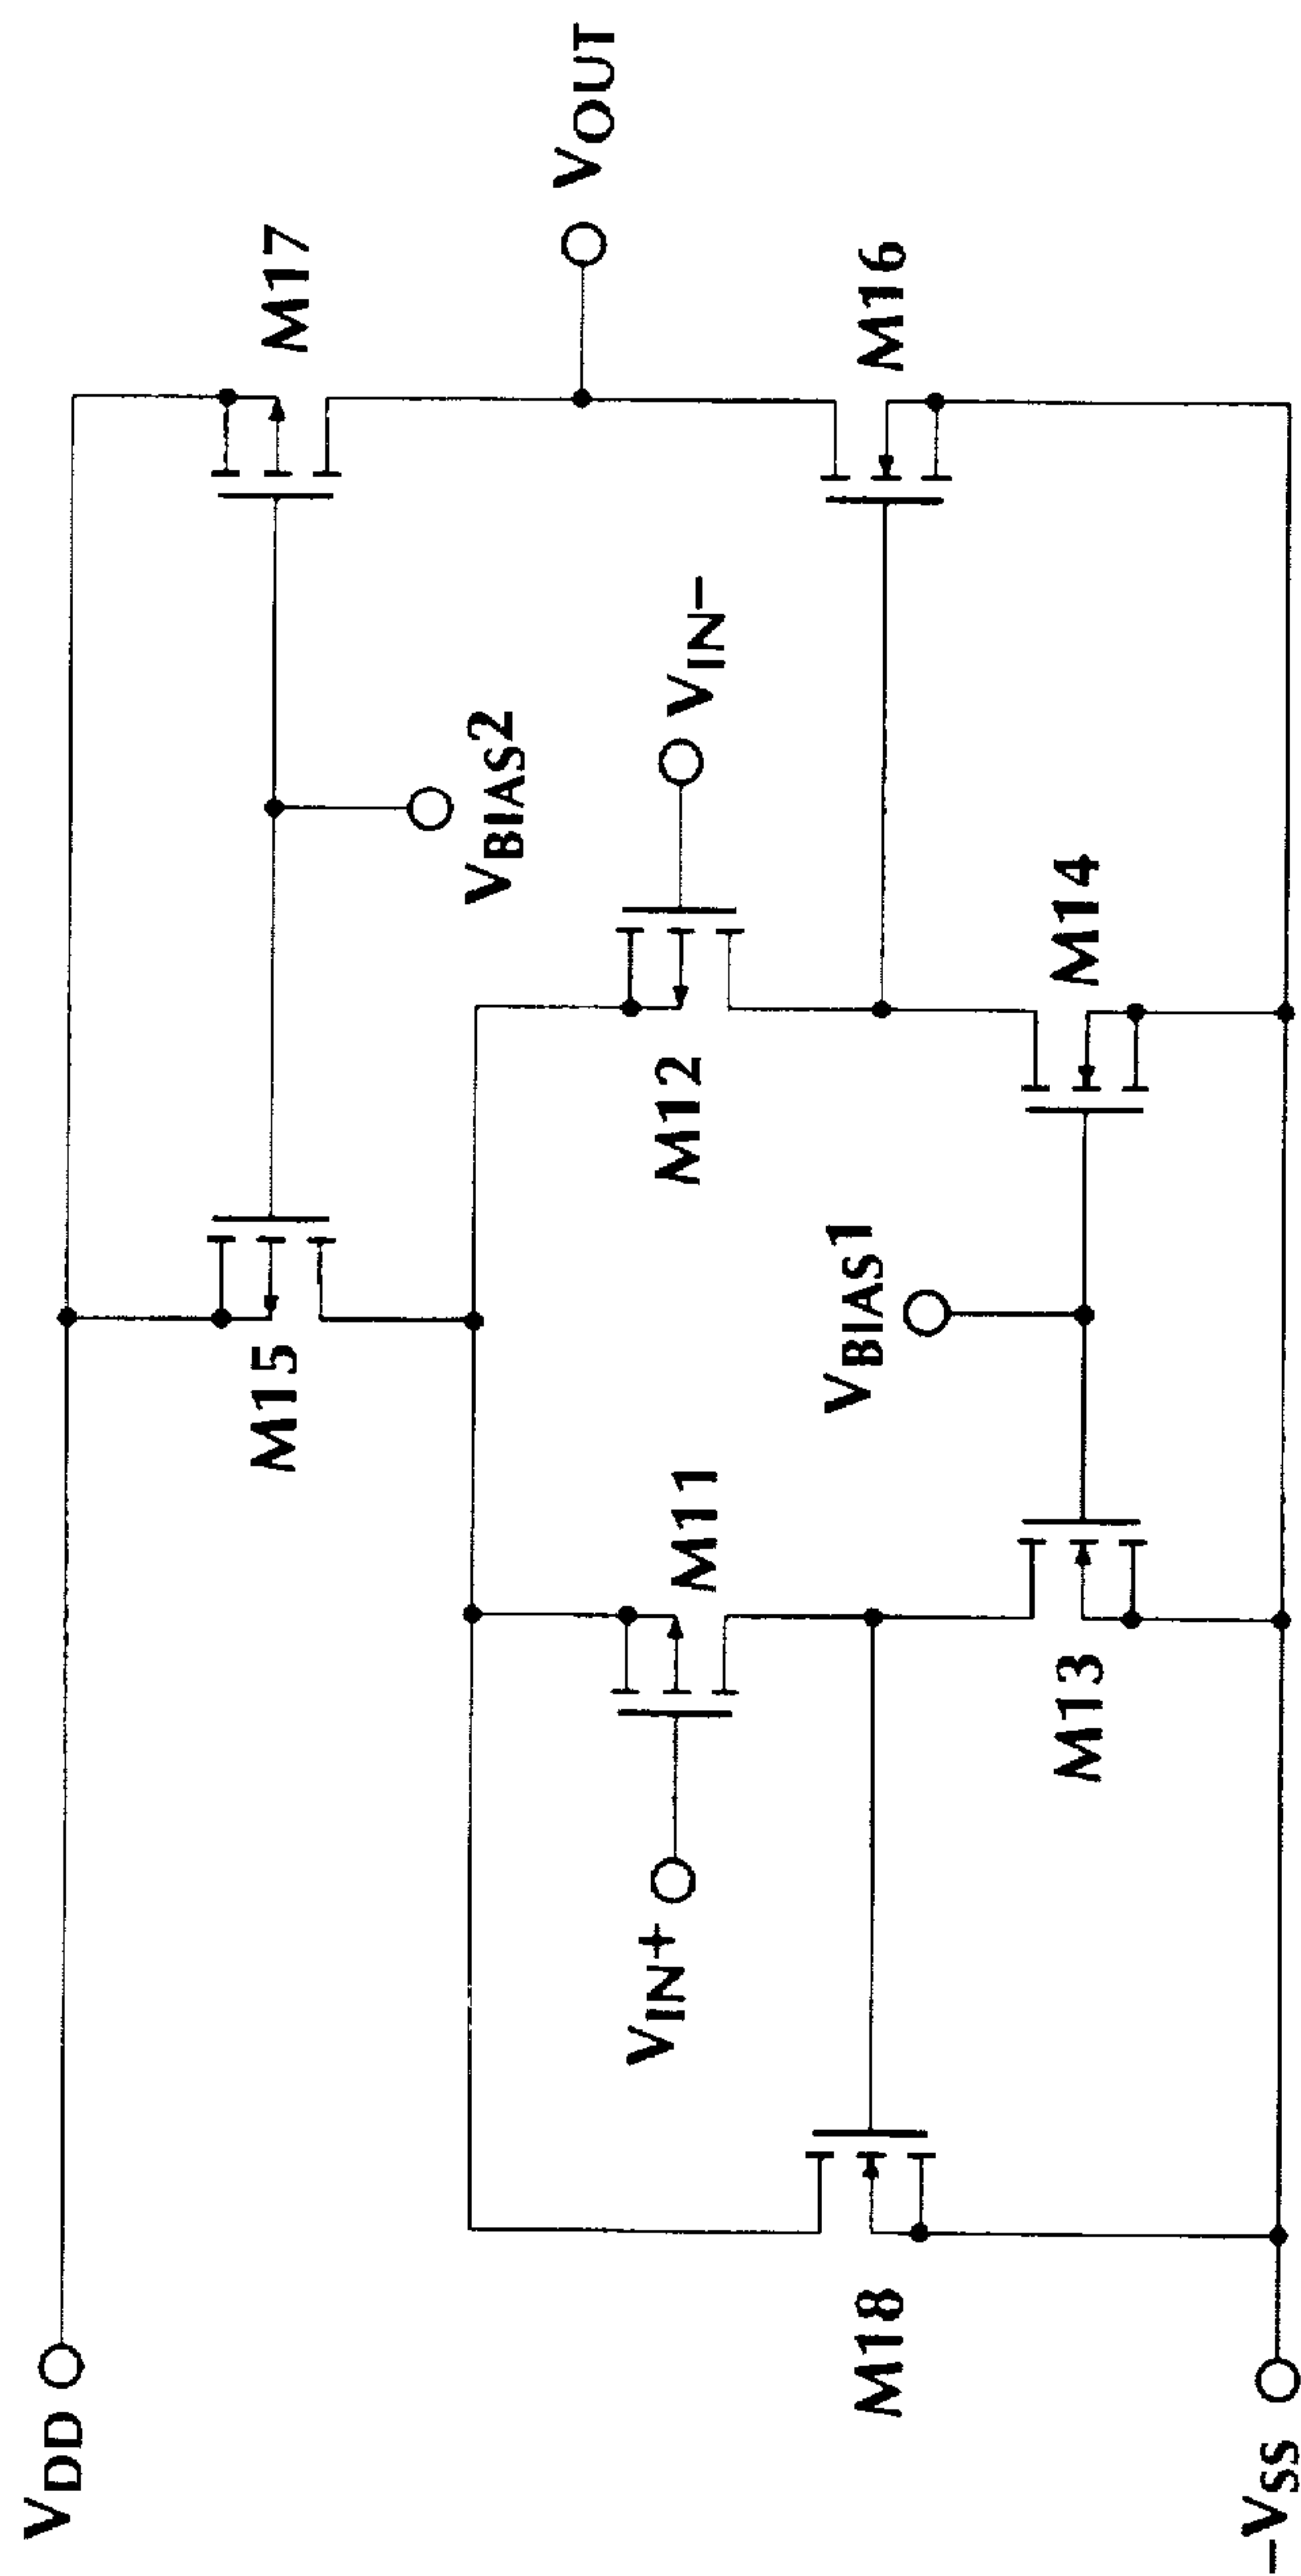 VDD
M15
M17
VBIAS2
VOUT
VIN+
M11
M12
VIN−
M18
VBIAS1
M16
M13
M14
−VSS